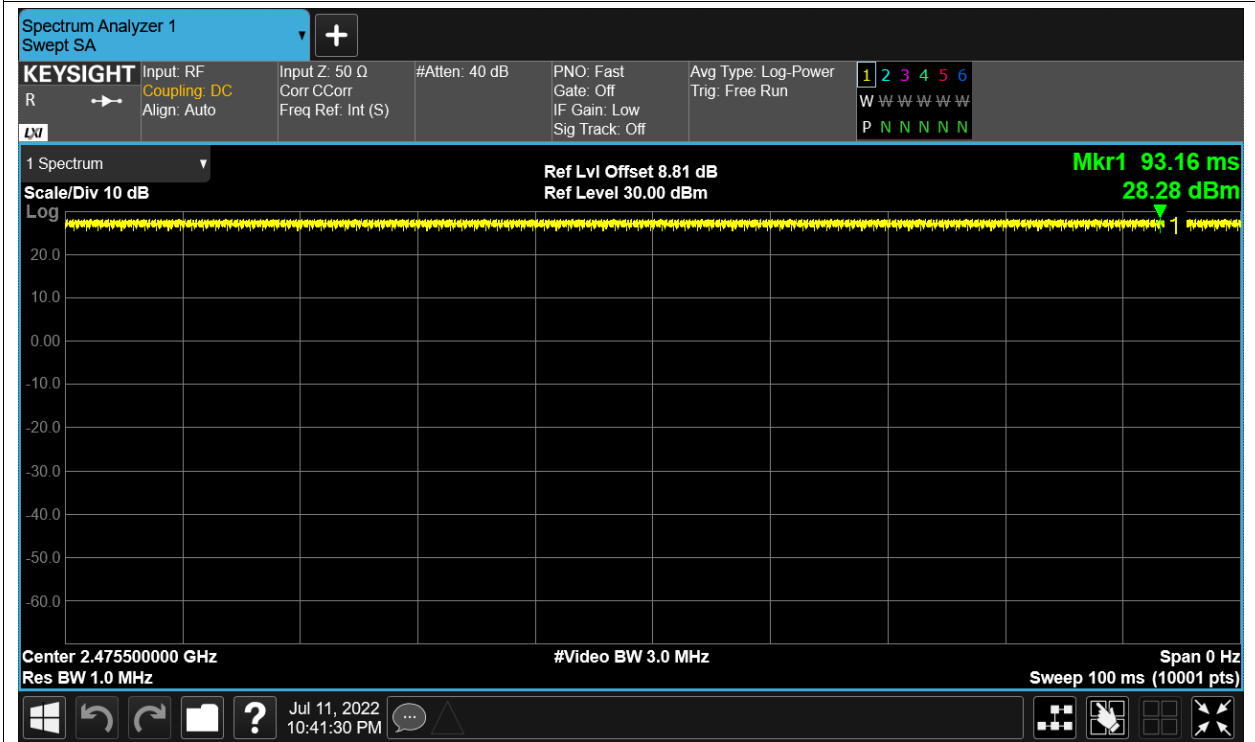 Spectrum Analyzer 1
Swept SA
KEYSIGHT
R
LXI
Input: RF
Coupling: DC
Align: Auto
Input Z: 50 Ω
Corr CCorr
Freq Ref: Int (S)
#Atten: 40 dB
PNO: Fast
Gate: Off
IF Gain: Low
Sig Track: Off
Avg Type: Log-Power
Trig: Free Run
1 2 3 4 5 6
W W W W W W
P N N N N N
1 Spectrum
Scale/Div 10 dB
Log
Ref Lvl Offset 8.81 dB
Ref Level 30.00 dBm
Mkr1 93.16 ms
28.28 dBm
1
20.0
10.0
0.00
-10.0
-20.0
-30.0
-40.0
-50.0
-60.0
Center 2.475500000 GHz
Res BW 1.0 MHz
#Video BW 3.0 MHz
Span 0 Hz
Sweep 100 ms (10001 pts)
?
Jul 11, 2022
10:41:30 PM